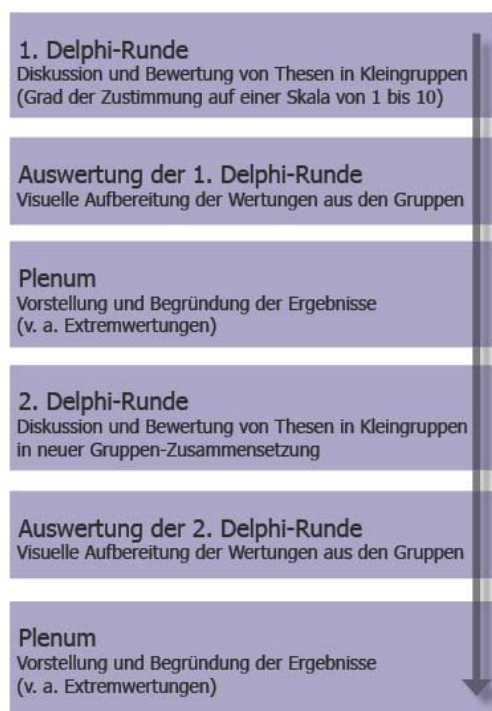 1. Delphi-Runde
Diskussion und Bewertung von Thesen in Kleingruppen
(Grad der Zustimmung auf einer Skala von 1 bis 10)
Auswertung der 1. Delphi-Runde
Visuelle Aufbereitung der Wertungen aus den Gruppen
Plenum
Vorstellung und Begründung der Ergebnisse
(v. a. Extremwertungen)
2. Delphi-Runde
Diskussion und Bewertung von Thesen in Kleingruppen
in neuer Gruppen-Zusammensetzung
Auswertung der 2. Delphi-Runde
Visuelle Aufbereitung der Wertungen aus den Gruppen
Plenum
Vorstellung und Begründung der Ergebnisse
(v. a. Extremwertungen)